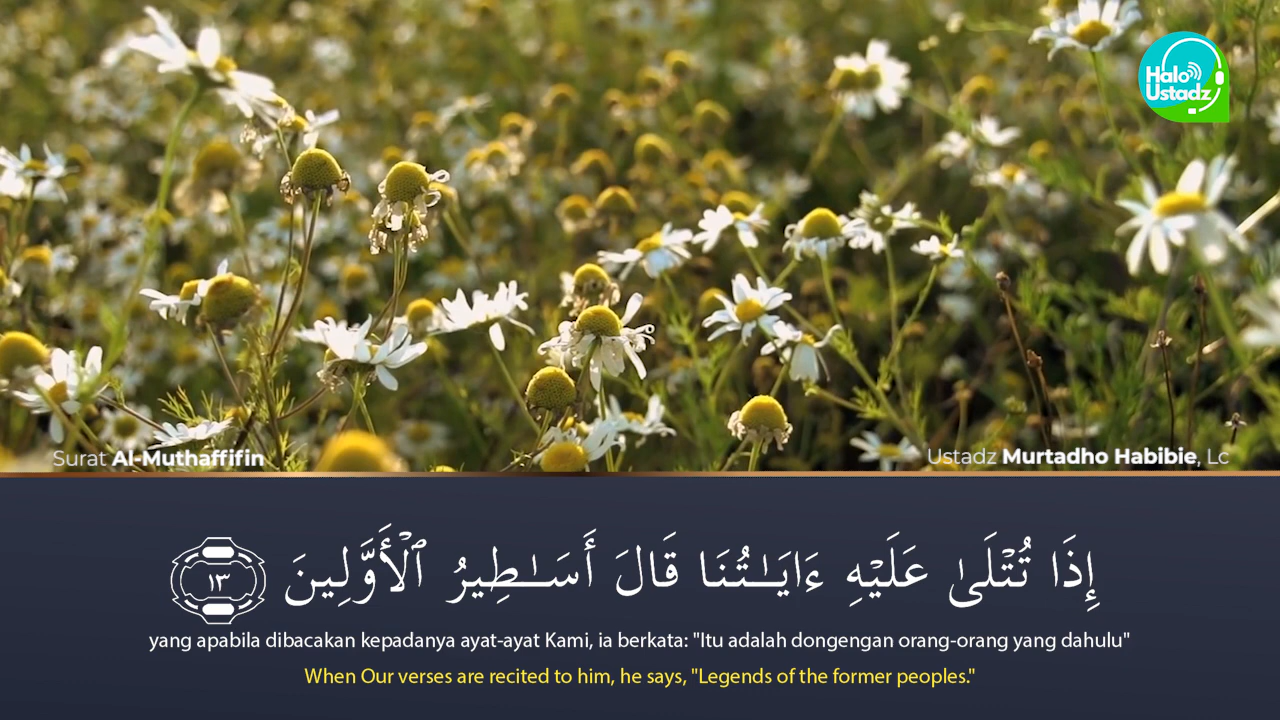 Halo
Ustadz
Surat Al-Muthaffifin
Ustadz Murtadho Habibie, Lc
إِذَا تُتْلَىٰ عَلَيْهِ ءَايَـٰتُنَا قَالَ أَسَـٰطِيرُ ٱلْأَوَّلِينَ ١٣
yang apabila dibacakan kepadanya ayat-ayat Kami, ia berkata: "Itu adalah dongengan orang-orang yang dahulu"
When Our verses are recited to him, he says, "Legends of the former peoples."